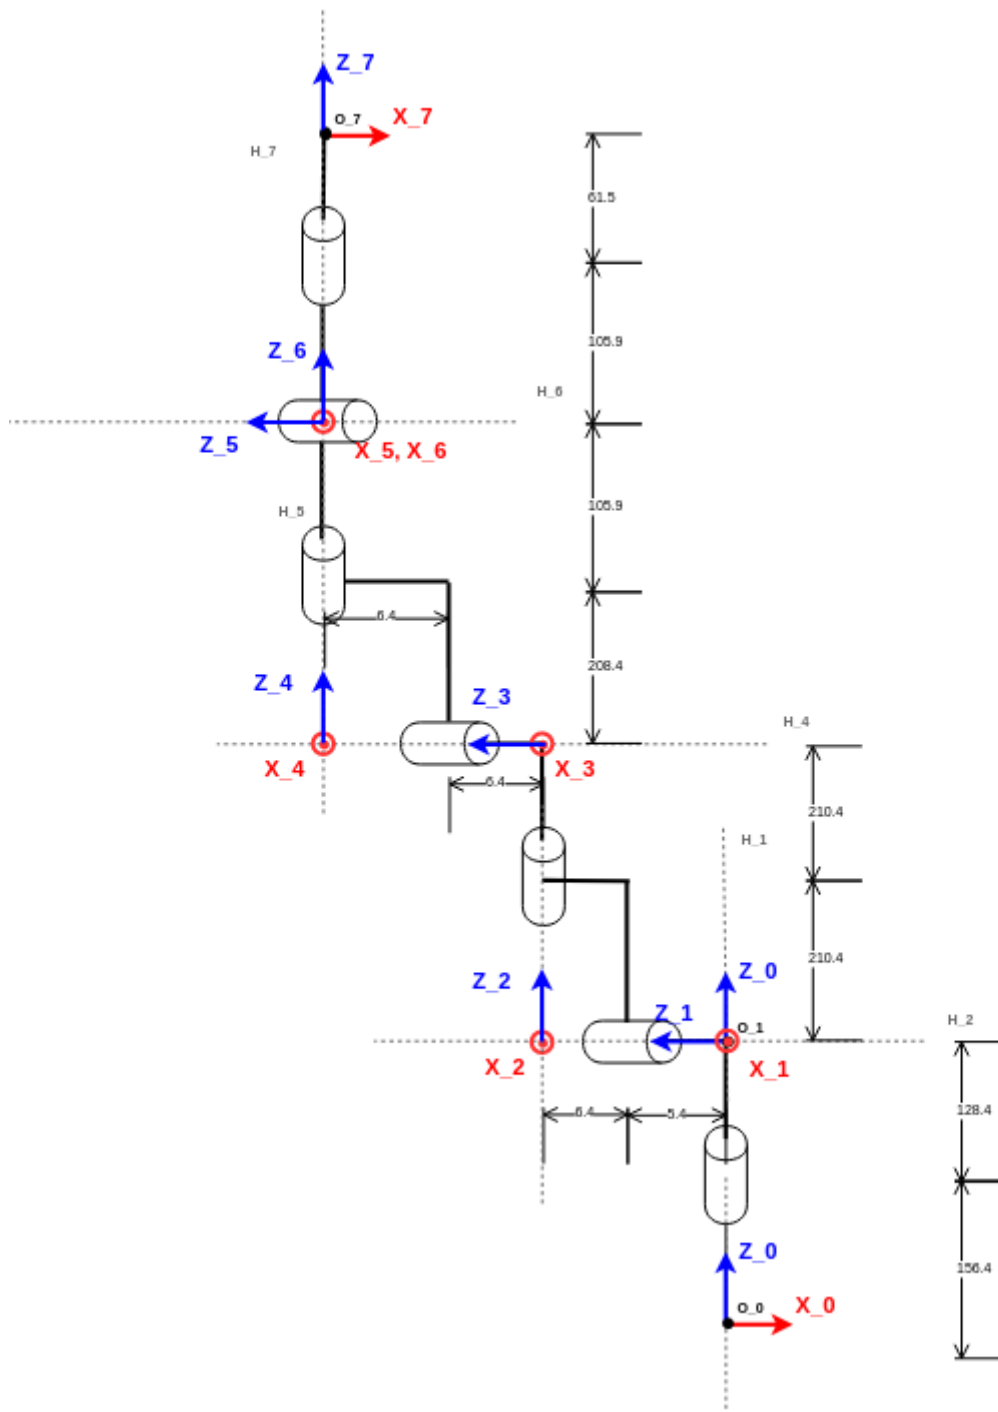 Z_7
O_7
X_7
H_7
61.5
Z_6
105.9
H_6
Z_5
X_5, X_6
105.9
H_5
6.4
208.4
Z_4
Z_3
H_4
X_4
X_3
6.4
210.4
H_1
210.4
Z_2
Z_0
Z_1
O_1
H_2
X_2
X_1
6.4
5.4
128.4
Z_0
156.4
O_0
X_0